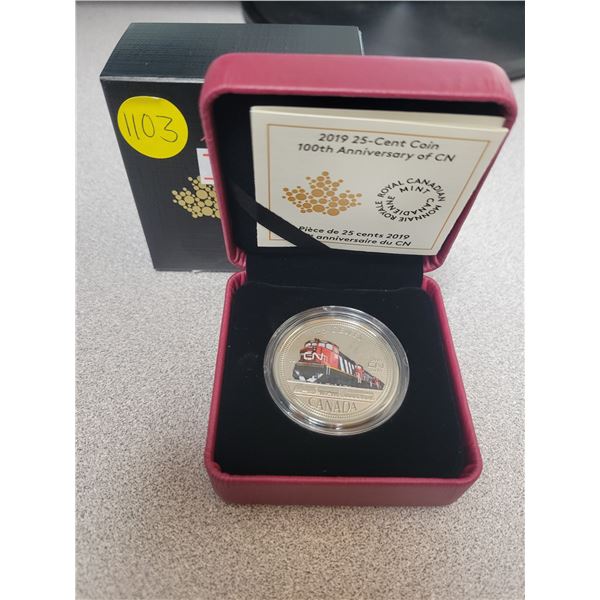 1103
2019 25-Cent Coin
100th Anniversary of CN
ROYAL CANADIAN MINT
MONNAIE ROYALE CANADIENNE
Pièce de 25 cents 2019
anniversaire du CN
CN
CN
CANADA